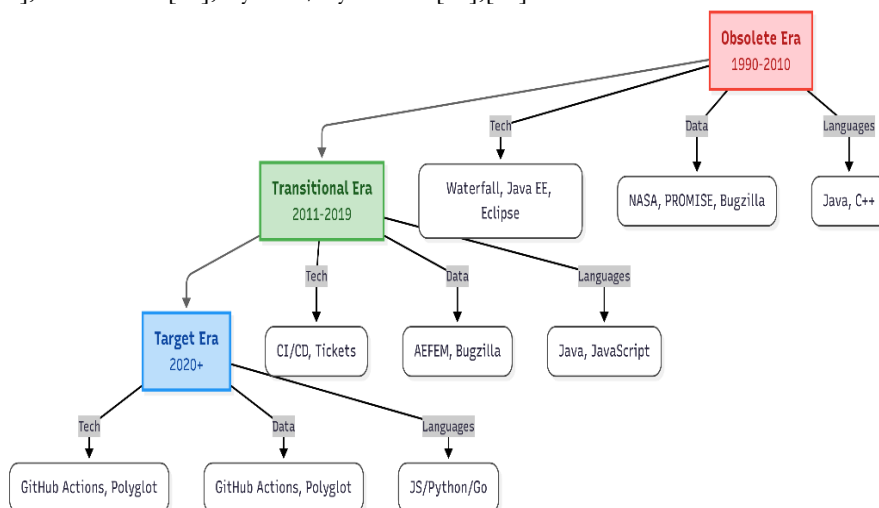 Obsolete Era
1990-2010
Tech
Data
Languages
Waterfall, Java EE,
Eclipse
NASA, PROMISE, Bugzilla
Java, C++
Transitional Era
2011-2019
Tech
Data
Languages
CI/CD, Tickets
AEFEM, Bugzilla
Java, JavaScript
Target Era
2020+
Tech
Data
Languages
GitHub Actions, Polyglot
GitHub Actions, Polyglot
JS/Python/Go